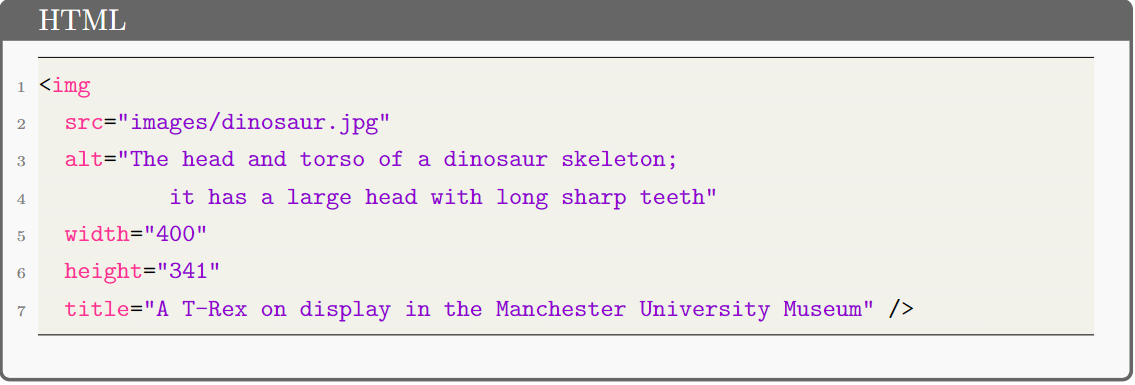 HTML
1 <img
2   src="images/dinosaur.jpg"
3   alt="The head and torso of a dinosaur skeleton;
4           it has a large head with long sharp teeth"
5   width="400"
6   height="341"
7   title="A T-Rex on display in the Manchester University Museum" />